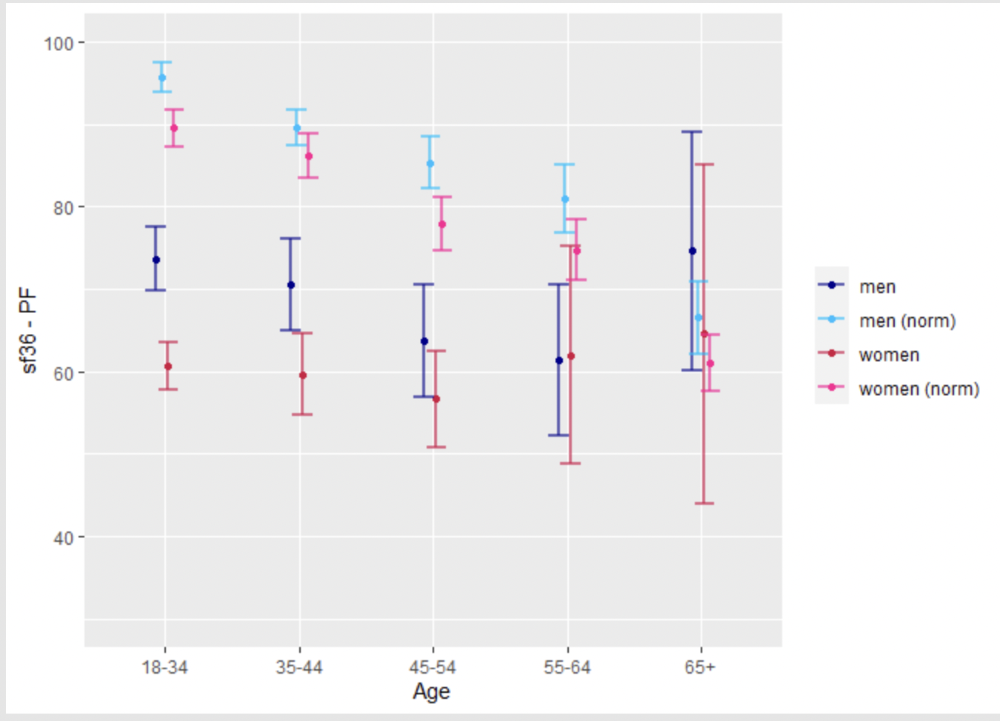 100
80
60
40
sf36 - PF
18-34
35-44
45-54
55-64
65+
Age
men
men (norm)
women
women (norm)